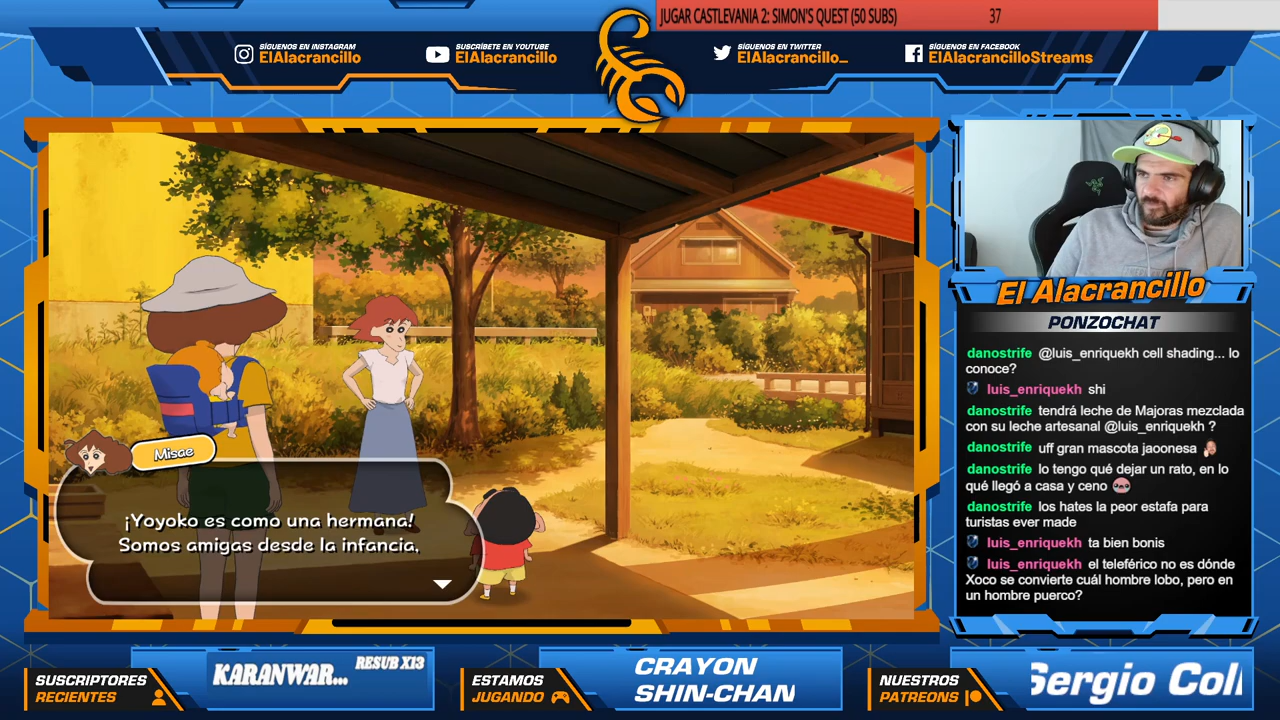 JUGAR CASTLEVANIA 2: SIMON'S QUEST (50 SUBS) 37
SÍGUENOS EN INSTAGRAM
ElAlacrancillo
SUSCRÍBETE EN YOUTUBE
ElAlacrancillo
SÍGUENOS EN TWITTER
ElAlacrancillo_
SÍGUENOS EN FACEBOOK
ElAlacrancilloStreams
Misae
¡Yoyoko es como una hermana!
Somos amigas desde la infancia.
El Alacrancillo
PONZOCHAT
danostrife @luis_enriquekh cell shading... lo
conoce?
luis_enriquekh shi
danostrife tendrá leche de Majoras mezclada
con su leche artesanal @luis_enriquekh ?
danostrife uff gran mascota jaoonesa
danostrife lo tengo qué dejar un rato, en lo
qué llegó a casa y ceno
danostrife los hates la peor estafa para
turistas ever made
luis_enriquekh ta bien bonis
luis_enriquekh el teleférico no es dónde
Xoco se convierte cuál hombre lobo, pero en
un hombre puerco?
SUSCRIPTORES
RECIENTES
KARANWAR... RESUB X13
ESTAMOS
JUGANDO
CRAYON
SHIN-CHAN
NUESTROS
PATREONS
Sergio Coll